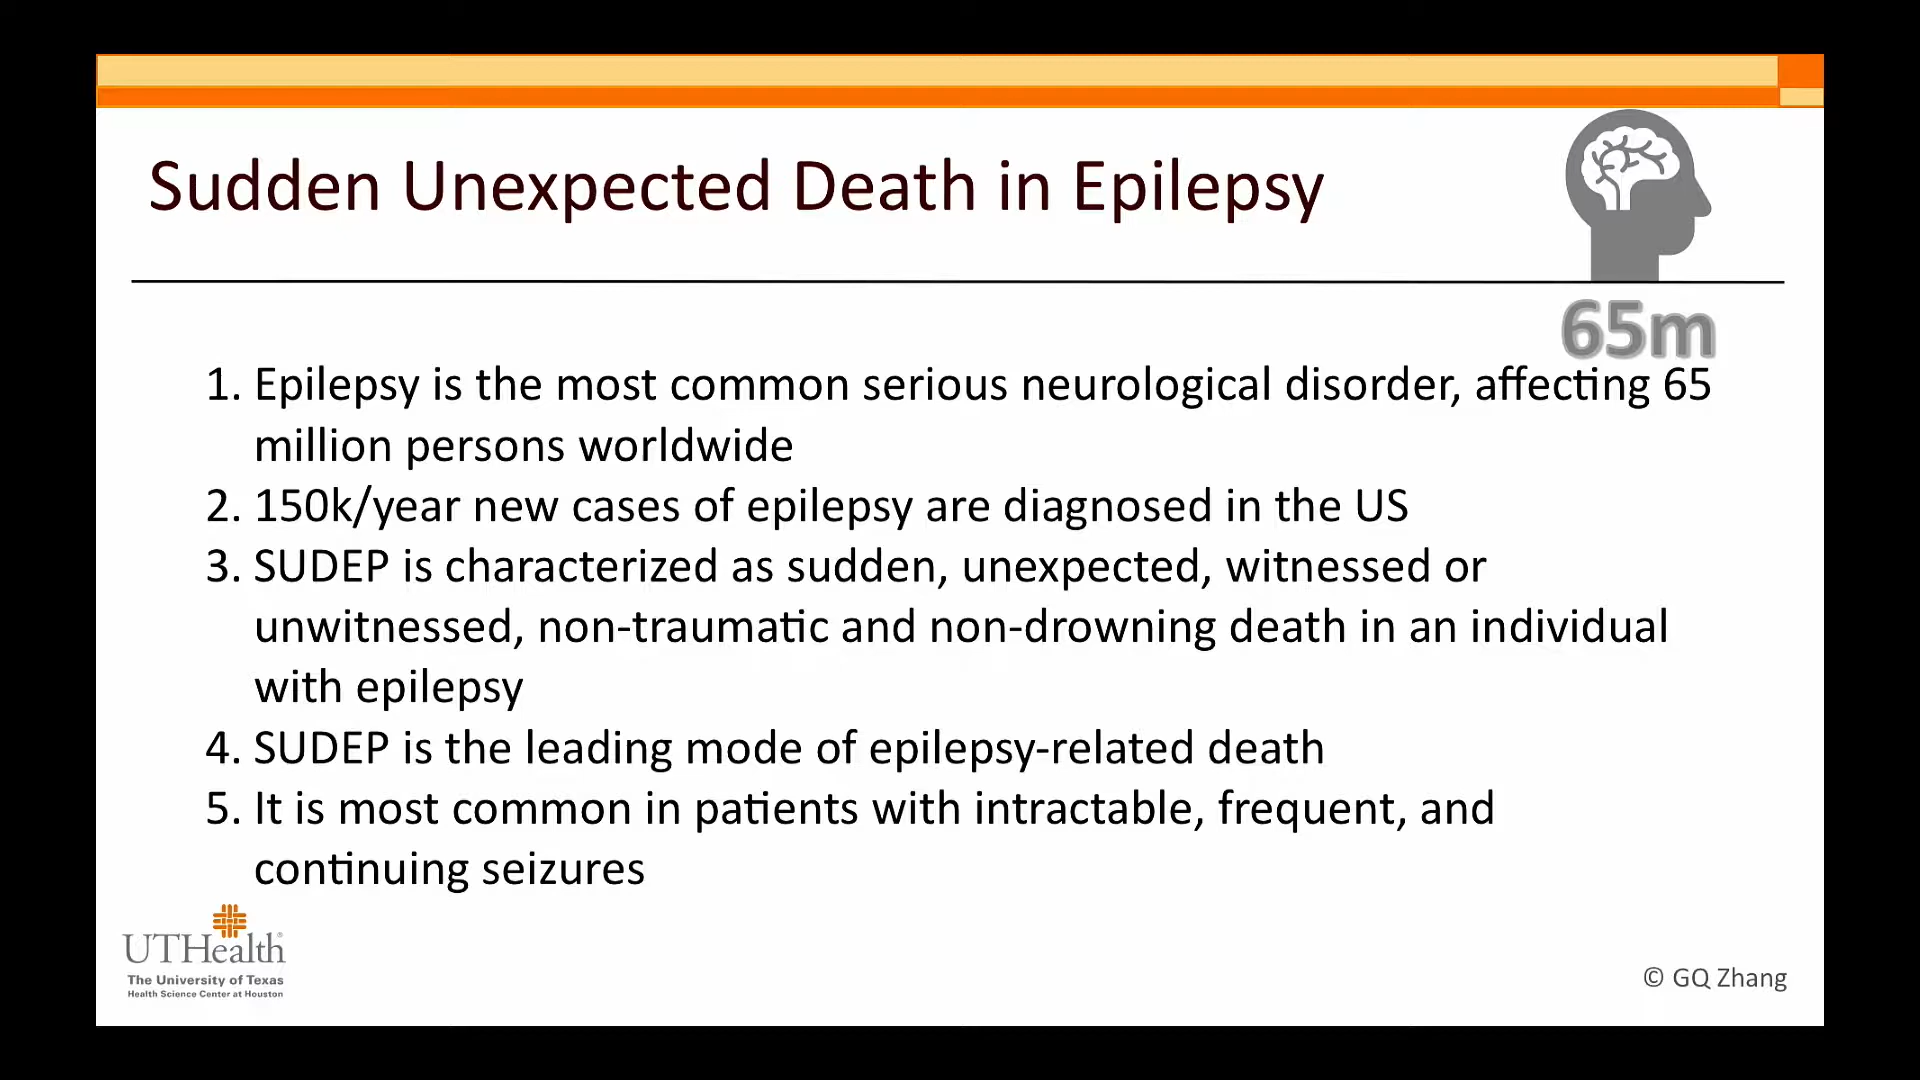 Sudden Unexpected Death in Epilepsy
65m
1. Epilepsy is the most common serious neurological disorder, affecting 65
million persons worldwide
2. 150k/year new cases of epilepsy are diagnosed in the US
3. SUDEP is characterized as sudden, unexpected, witnessed or
unwitnessed, non-traumatic and non-drowning death in an individual
with epilepsy
4. SUDEP is the leading mode of epilepsy-related death
5. It is most common in patients with intractable, frequent, and
continuing seizures
UTHealth®
The University of Texas
Health Science Center at Houston
© GQ Zhang